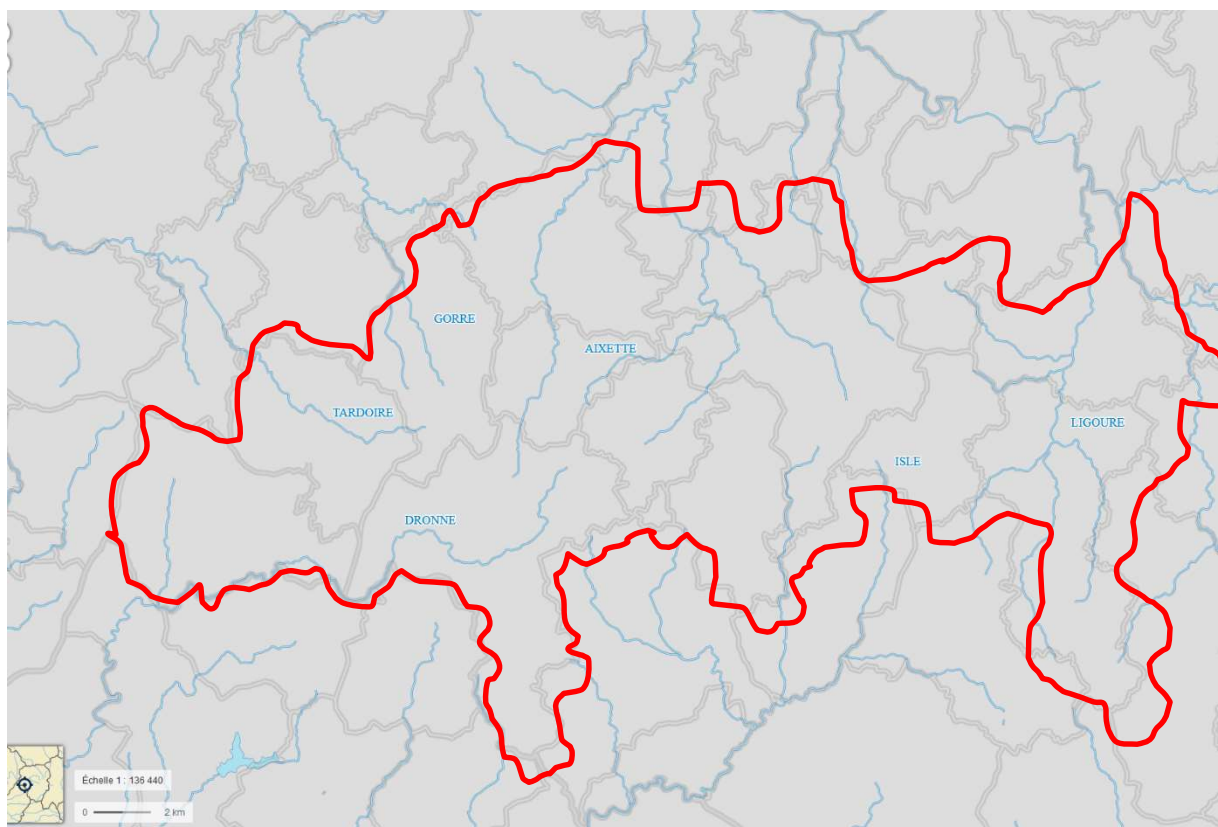 GORRE
AIXETTE
TARDOIRE
LIGOURE
ISLE
DRONNE
Échelle 1 : 136 440
0 2 km